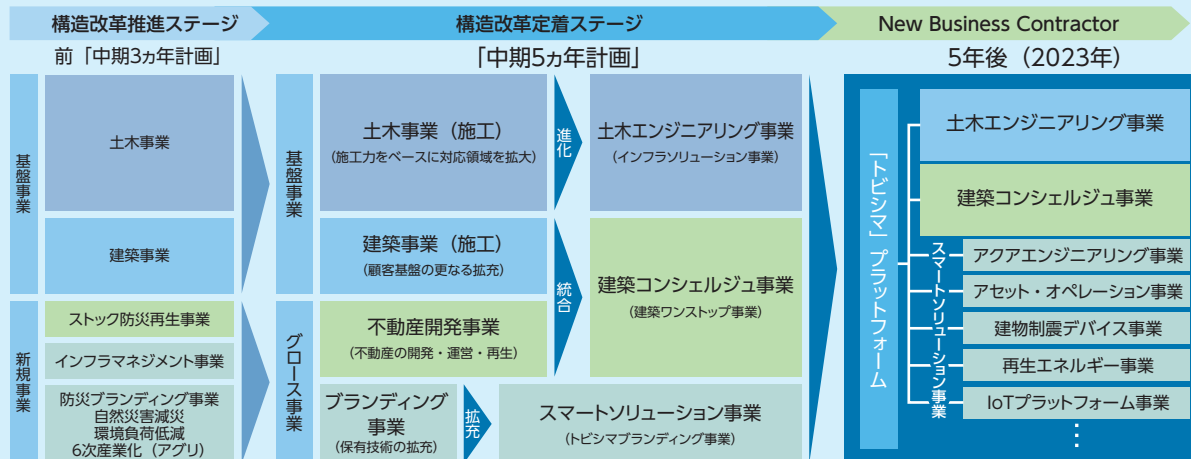 構造改革推進ステージ
構造改革定着ステージ
New Business Contractor
前「中期3ヵ年計画」
「中期5ヵ年計画」
5年後（2023年）
基盤事業
土木事業
建築事業
新規事業
ストック防災再生事業
インフラマネジメント事業
防災ブランディング事業
自然災害減災
環境負荷低減
6次産業化（アグリ）
基盤事業
土木事業（施工）
（施工力をベースに対応領域を拡大）
進化
土木エンジニアリング事業
（インフラソリューション事業）
建築事業（施工）
（顧客基盤の更なる拡充）
グロース事業
不動産開発事業
（不動産の開発・運営・再生）
統合
建築コンシェルジュ事業
（建築ワンストップ事業）
ブランディング
事業
（保有技術の拡充）
拡充
スマートソリューション事業
（トビシマブランディング事業）
「トビシマ」プラットフォーム
土木エンジニアリング事業
建築コンシェルジュ事業
スマートソリューション事業
アクアエンジニアリング事業
アセット・オペレーション事業
建物制震デバイス事業
再生エネルギー事業
IoTプラットフォーム事業
⋮